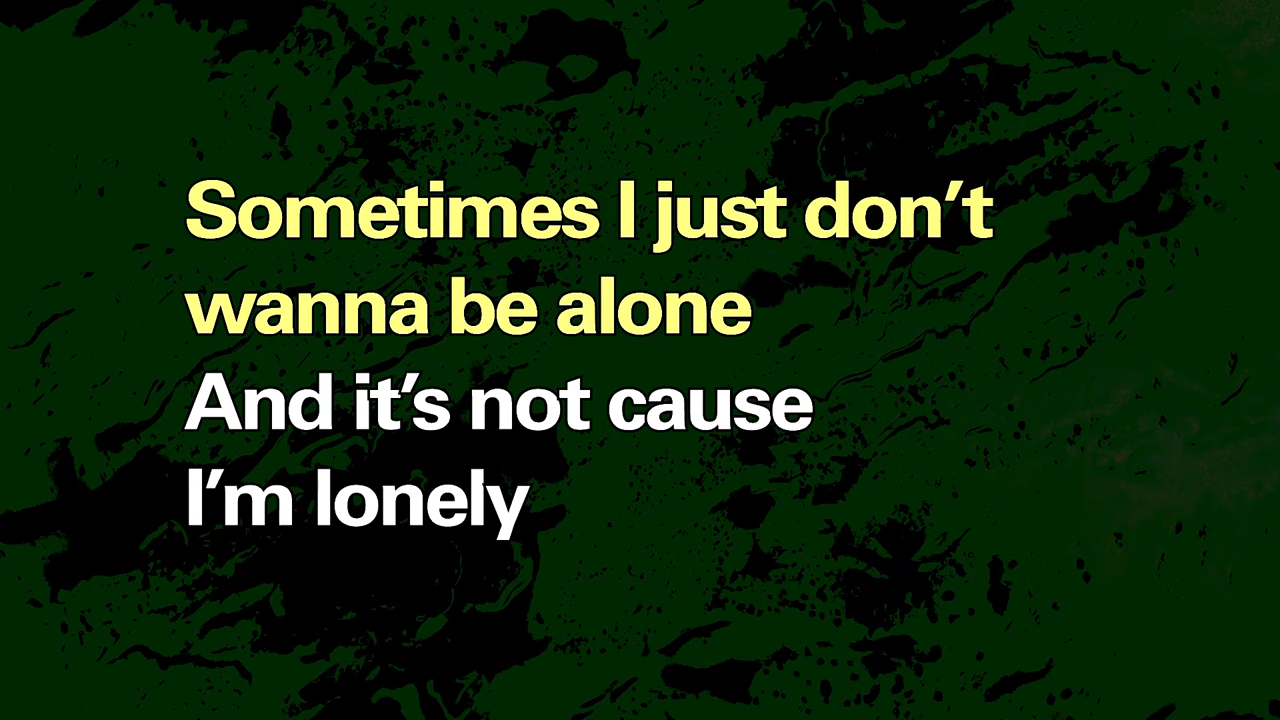 Sometimes I just don’t
wanna be alone
And it’s not cause
I’m lonely